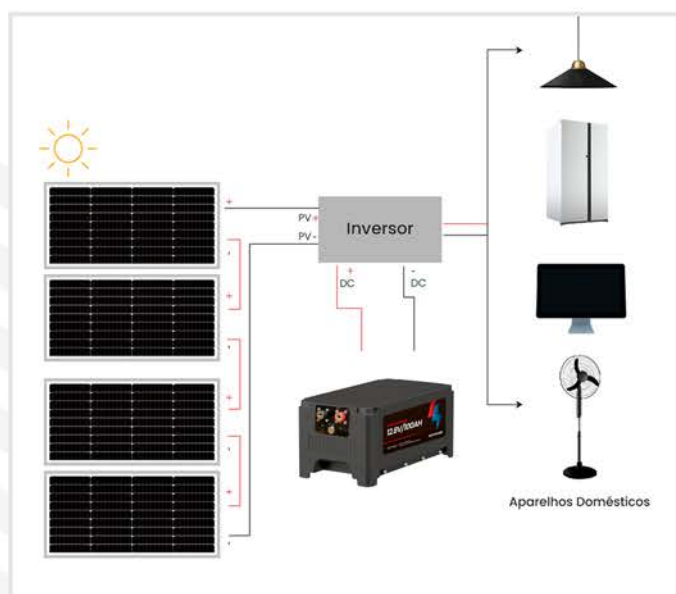 +
PV+
PV-
Inversor
-
+
-
+
-
+
-
+
DC
-
DC
12.8V/100AH
Aparelhos Domésticos